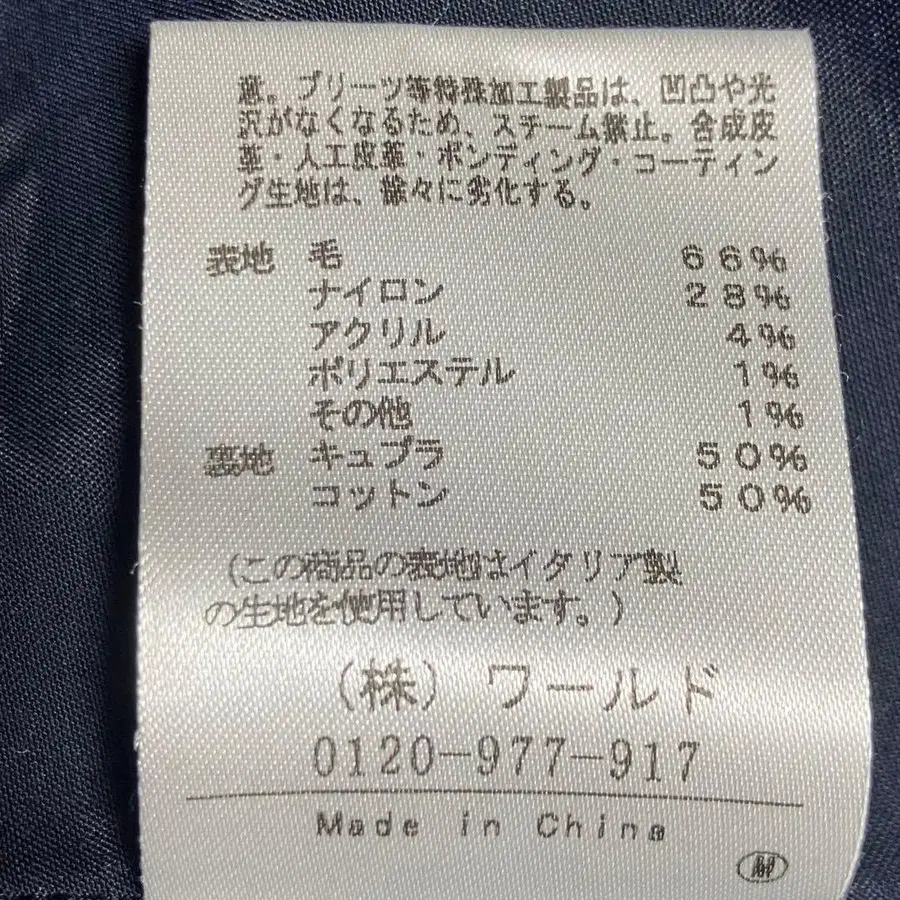 意。プリーツ等特殊加工製品は、凹凸や光
沢がなくなるため、スチーム禁止。合成皮
革・人工皮革・ボンディング・コーティン
グ生地は、徐々に劣化する。
表地 毛 66%
ナイロン 28%
アクリル 4%
ポリエステル 1%
その他 1%
裏地 キュプラ 50%
コットン 50%
(この商品の表地はイタリア製
の生地を使用しています。)
(株) ワールド
0120-977-917
Made in China